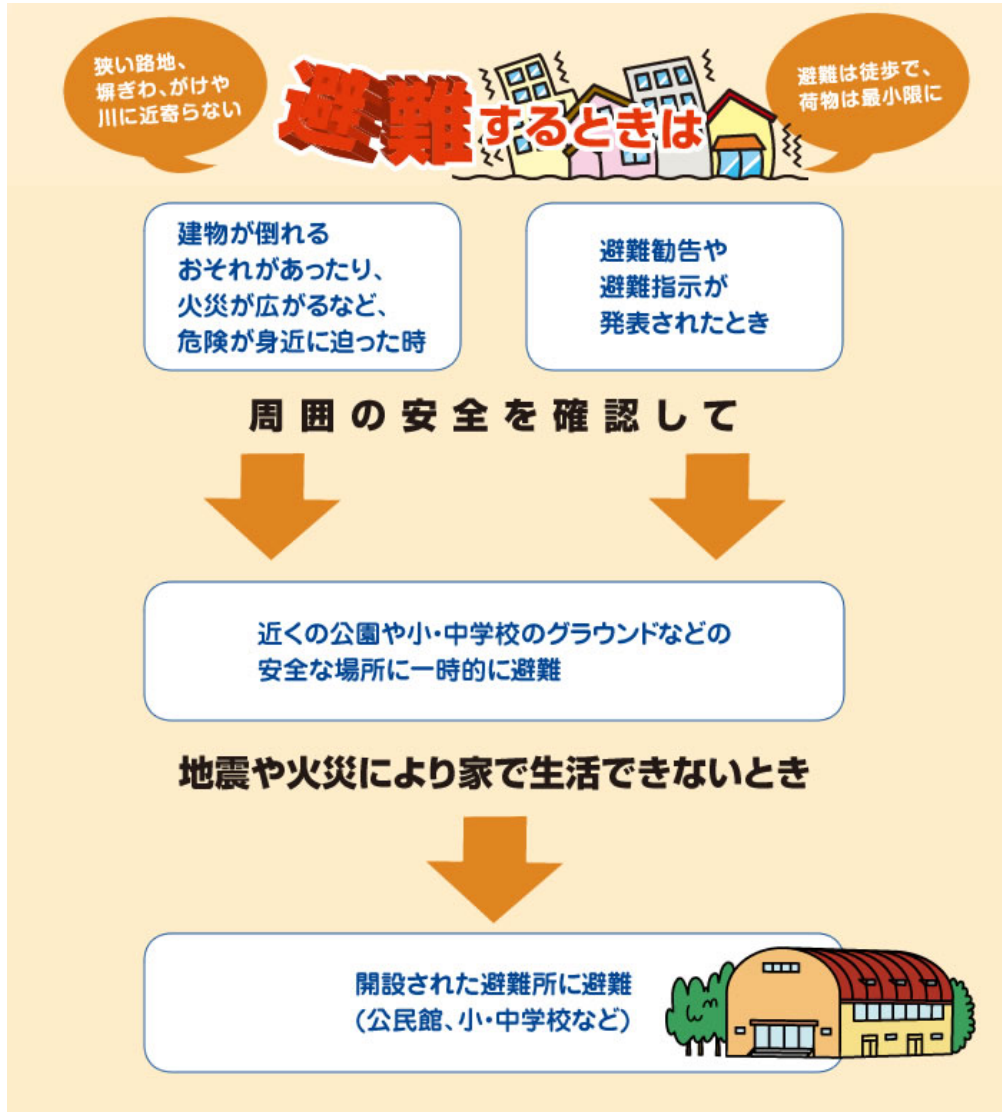 狭い路地、
塀ぎわ、がけや
川に近寄らない
避難するときは
避難は徒歩で、
荷物は最小限に
建物が倒れる
おそれがあったり、
火災が広がるなど、
危険が身近に迫った時
避難勧告や
避難指示が
発表されたとき
周囲の安全を確認して
近くの公園や小・中学校のグラウンドなどの
安全な場所に一時的に避難
地震や火災により家で生活できないとき
開設された避難所に避難
(公民館、小・中学校など)